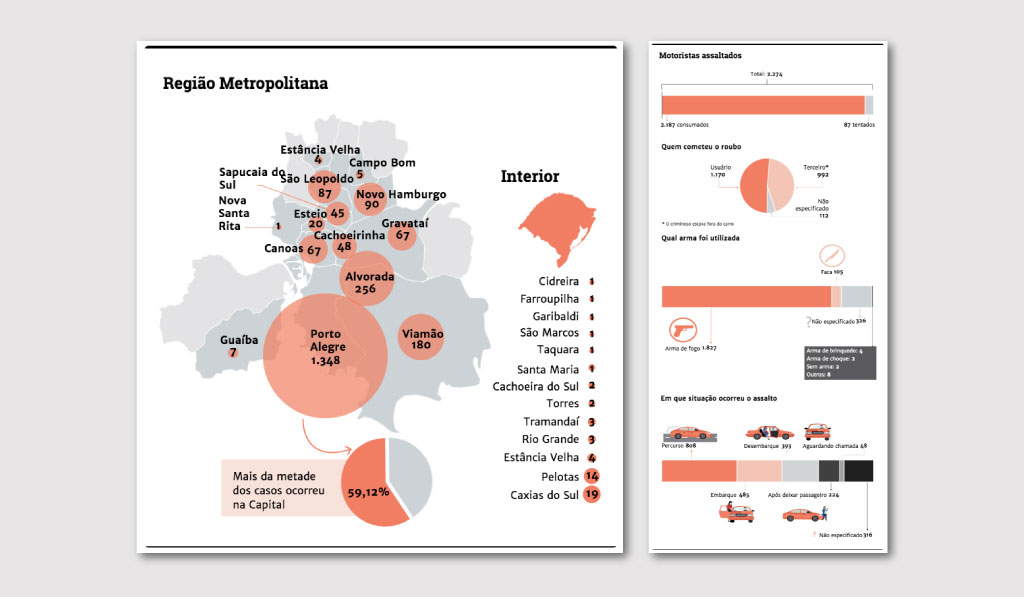 Região Metropolitana
Estância Velha
4
Campo Bom
5
Sapucaia do
Sul
São Leopoldo
87
Novo Hamburgo
90
Nova
Santa
Rita
1
Esteio 45
20
Gravataí
67
Cachoeirinha
48
Canoas 67
Alvorada
256
Porto
Alegre
1.348
Viamão
180
Guaíba
7
Mais da metade
dos casos ocorreu
na Capital
59,12%
Interior
Cidreira 1
Farroupilha 1
Garibaldi 1
São Marcos 1
Taquara 1
Santa Maria 1
Cachoeira do Sul 2
Torres 2
Tramandaí 3
Rio Grande 3
Estância Velha 4
Pelotas 14
Caxias do Sul 19
Motoristas assaltados
Total: 2.274
2.187 consumados
87 tentados
Quem cometeu o roubo
Usuário
1.170
Terceiro*
992
Não
especificado
112
* O criminoso estava fora do carro
Qual arma foi utilizada
Faca 105
? Não especificado 326
Arma de fogo 1.827
Arma de brinquedo: 4
Arma de choque: 2
Sem arma: 2
Outros: 8
Em que situação ocorreu o assalto
Percurso 808
Desembarque 393
Aguardando chamada 48
Embarque 485
Após deixar passageiro 224
? Não especificado 316